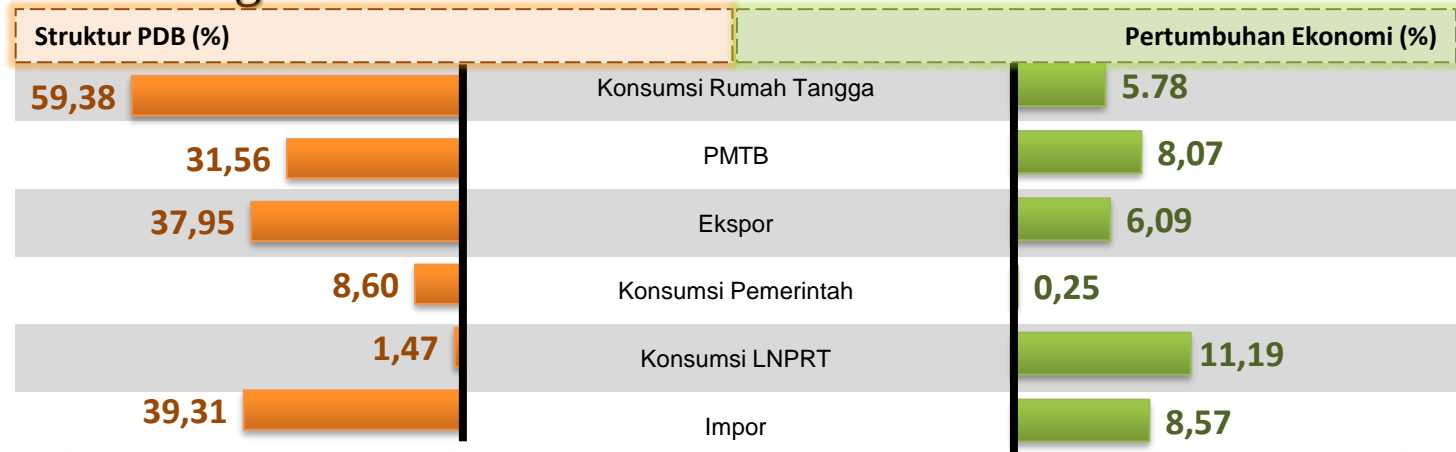 Struktur PDB (%)
Pertumbuhan Ekonomi (%)
59,38 Konsumsi Rumah Tangga 5.78
31,56 PMTB 8,07
37,95 Ekspor 6,09
8,60 Konsumsi Pemerintah 0,25
1,47 Konsumsi LNPRT 11,19
39,31 Impor 8,57